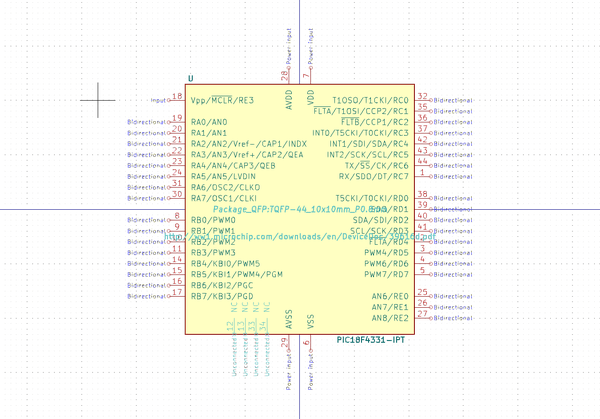 Power input
Power input
28
7
U
AVDD
VDD
Input
18
Vpp/MCLR/RE3
T1OSO/T1CKI/RC0
32
Bidirectional
FLTA/T1OSI/CCP2/RC1
35
Bidirectional
Bidirectional
19
RA0/AN0
FLTB/CCP1/RC2
36
Bidirectional
Bidirectional
20
RA1/AN1
INT0/T5CKI/T0CKI/RC3
37
Bidirectional
Bidirectional
21
RA2/AN2/Vref-/CAP1/INDX
INT1/SDI/SDA/RC4
42
Bidirectional
Bidirectional
22
RA3/AN3/Vref+/CAP2/QEA
INT2/SCK/SCL/RC5
43
Bidirectional
Bidirectional
23
RA4/AN4/CAP3/QEB
TX/SS/CK/RC6
44
Bidirectional
Bidirectional
24
RA5/AN5/LVDIN
RX/SDO/DT/RC7
1
Bidirectional
Bidirectional
31
RA6/OSC2/CLKO
Bidirectional
30
RA7/OSC1/CLKI
T5CKI/T0CKI/RD0
38
Bidirectional
Package_QFP:TQFP-44_10x10mm_P0.8mm
RD1
39
Bidirectional
Bidirectional
8
RB0/PWM0
SDI/SDA/RD2
40
Bidirectional
Bidirectional
9
RB1/PWM1
SCK/SCL/RD3
41
Bidirectional
http://ww1.microchip.com/downloads/en/DeviceDoc/39616d.pdf
RB2/PWM2
FLTA/RD4
Bidirectional
11
RB3/PWM3
PWM4/RD5
3
Bidirectional
Bidirectional
14
RB4/KBI0/PWM5
PWM6/RD6
4
Bidirectional
Bidirectional
15
RB5/KBI1/PWM4/PGM
PWM7/RD7
5
Bidirectional
Bidirectional
16
RB6/KBI2/PGC
Bidirectional
17
RB7/KBI3/PGD
AN6/RE0
25
Bidirectional
AN7/RE1
26
Bidirectional
AN8/RE2
27
Bidirectional
NC
NC
NC
NC
12
13
33
34
Unconnected
Unconnected
Unconnected
Unconnected
AVSS
VSS
29
6
PIC18F4331-IPT
Power input
Power input